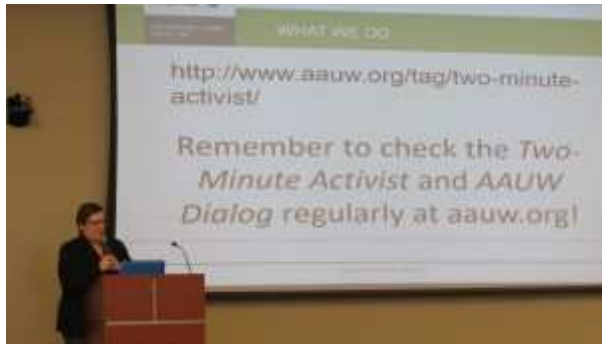 WHAT WE DO
http://www.aauw.org/tag/two-minute-
activist/
Remember to check the Two-
Minute Activist and AAUW
Dialog regularly at aauw.org!